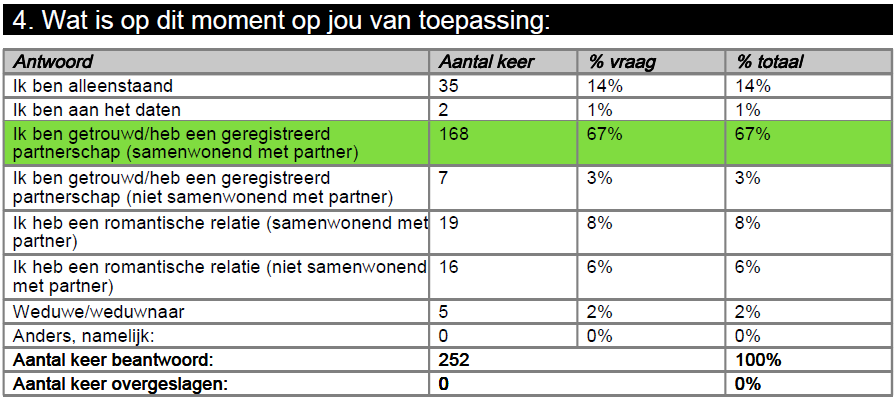 4. Wat is op dit moment op jou van toepassing:
Antwoord Aantal keer % vraag % totaal
Ik ben alleenstaand 35 14% 14%
Ik ben aan het daten 2 1% 1%
Ik ben getrouwd/heb een geregistreerd 168 67% 67%
partnerschap (samenwonend met partner)
Ik ben getrouwd/heb een geregistreerd 7 3% 3%
partnerschap (niet samenwonend met partner)
Ik heb een romantische relatie (samenwonend met 19 8% 8%
partner)
Ik heb een romantische relatie (niet samenwonend 16 6% 6%
met partner)
Weduwe/weduwnaar 5 2% 2%
Anders, namelijk: 0 0% 0%
Aantal keer beantwoord: 252 100%
Aantal keer overgeslagen: 0 0%